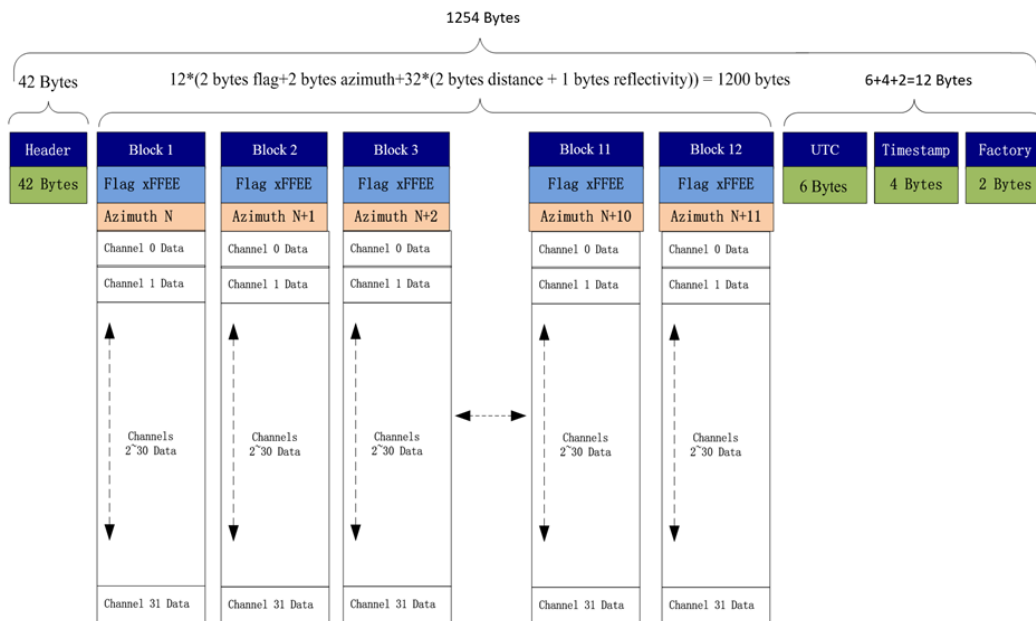 1254 Bytes
42 Bytes
12*(2 bytes flag+2 bytes azimuth+32*(2 bytes distance + 1 bytes reflectivity)) = 1200 bytes
6+4+2=12 Bytes
Header
42 Bytes
Block 1
Flag xFFEE
Azimuth N
Channel 0 Data
Channel 1 Data
Channels
2~30 Data
Channel 31 Data
Block 2
Flag xFFEE
Azimuth N+1
Channel 0 Data
Channel 1 Data
Channels
2~30 Data
Channel 31 Data
Block 3
Flag xFFEE
Azimuth N+2
Channel 0 Data
Channel 1 Data
Channels
2~30 Data
Channel 31 Data
Block 11
Flag xFFEE
Azimuth N+10
Channel 0 Data
Channel 1 Data
Channels
2~30 Data
Channel 31 Data
Block 12
Flag xFFEE
Azimuth N+11
Channel 0 Data
Channel 1 Data
Channels
2~30 Data
Channel 31 Data
UTC
6 Bytes
Timestamp
4 Bytes
Factory
2 Bytes